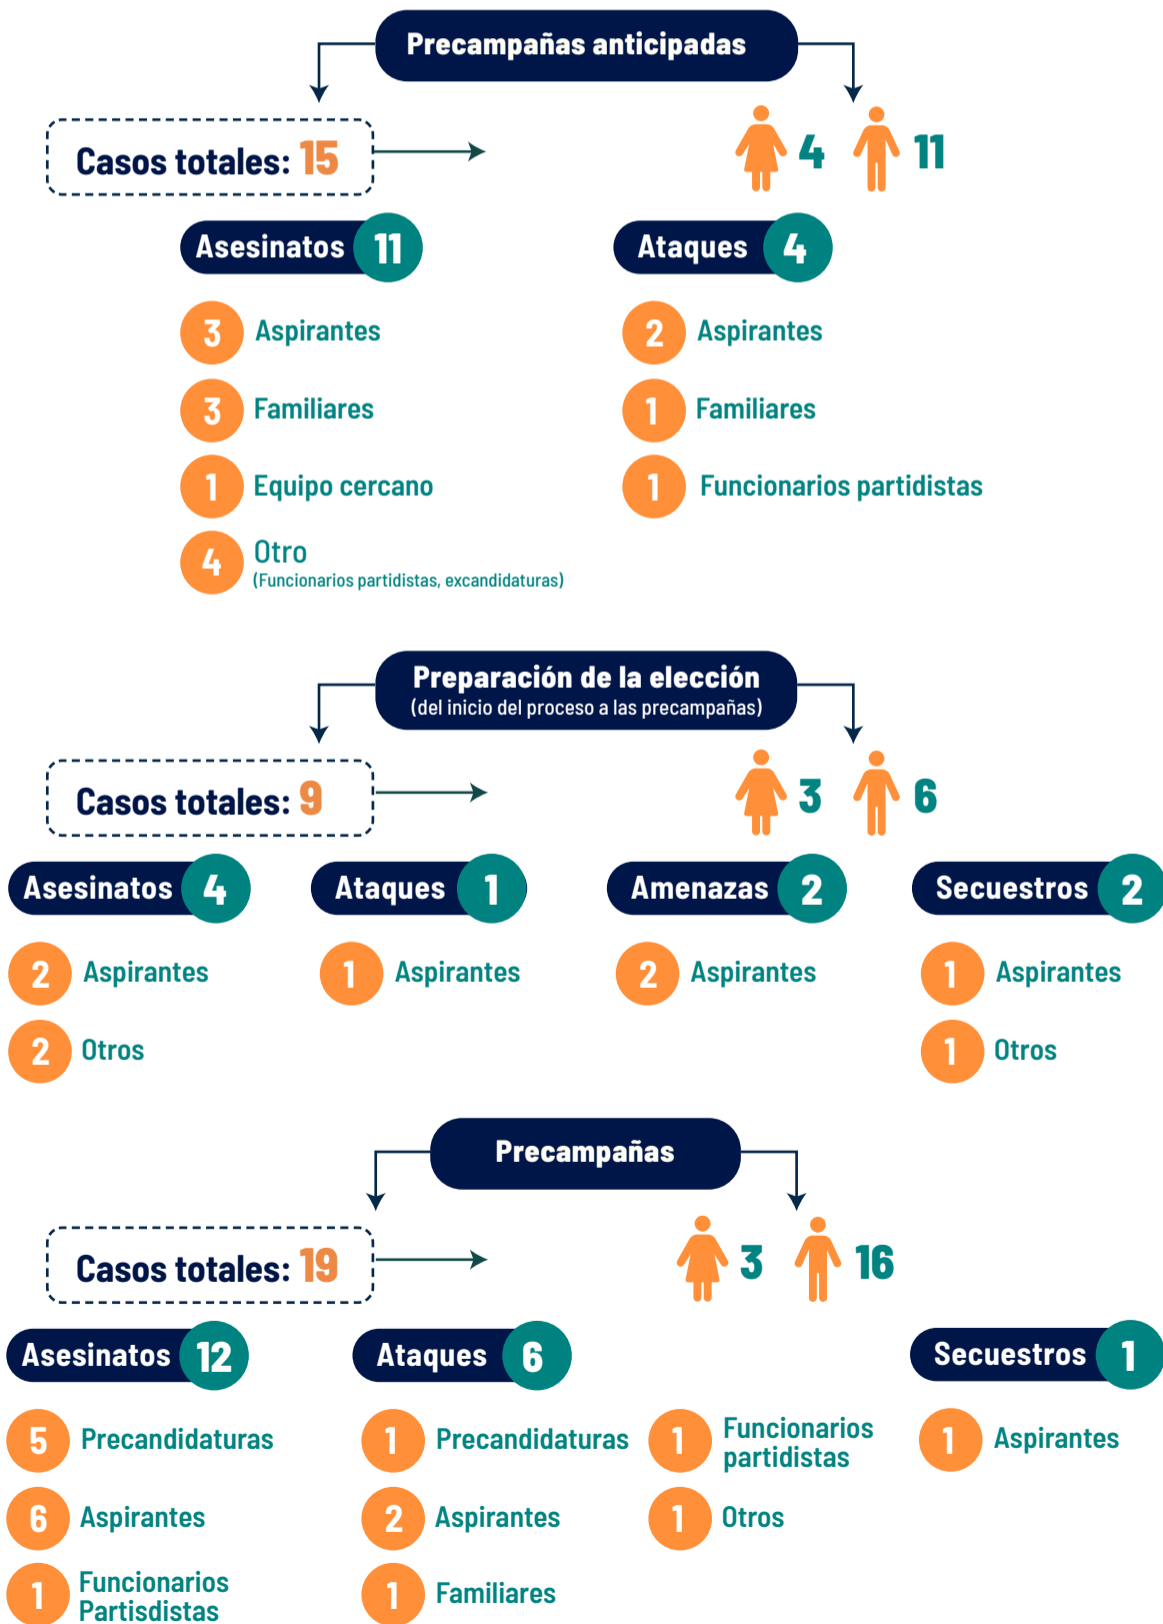 Precampañas anticipadas
Casos totales: 15
4
11
Asesinatos 11
3 Aspirantes
3 Familiares
1 Equipo cercano
4 Otro
(Funcionarios partidistas, excandidaturas)
Ataques 4
2 Aspirantes
1 Familiares
1 Funcionarios partidistas
Preparación de la elección
(del inicio del proceso a las precampañas)
Casos totales: 9
3
6
Asesinatos 4
2 Aspirantes
2 Otros
Ataques 1
1 Aspirantes
Amenazas 2
2 Aspirantes
Secuestros 2
1 Aspirantes
1 Otros
Precampañas
Casos totales: 19
3
16
Asesinatos 12
5 Precandidaturas
6 Aspirantes
1 Funcionarios
Partisdistas
Ataques 6
1 Precandidaturas
2 Aspirantes
1 Familiares
1 Funcionarios
partidistas
1 Otros
Secuestros 1
1 Aspirantes